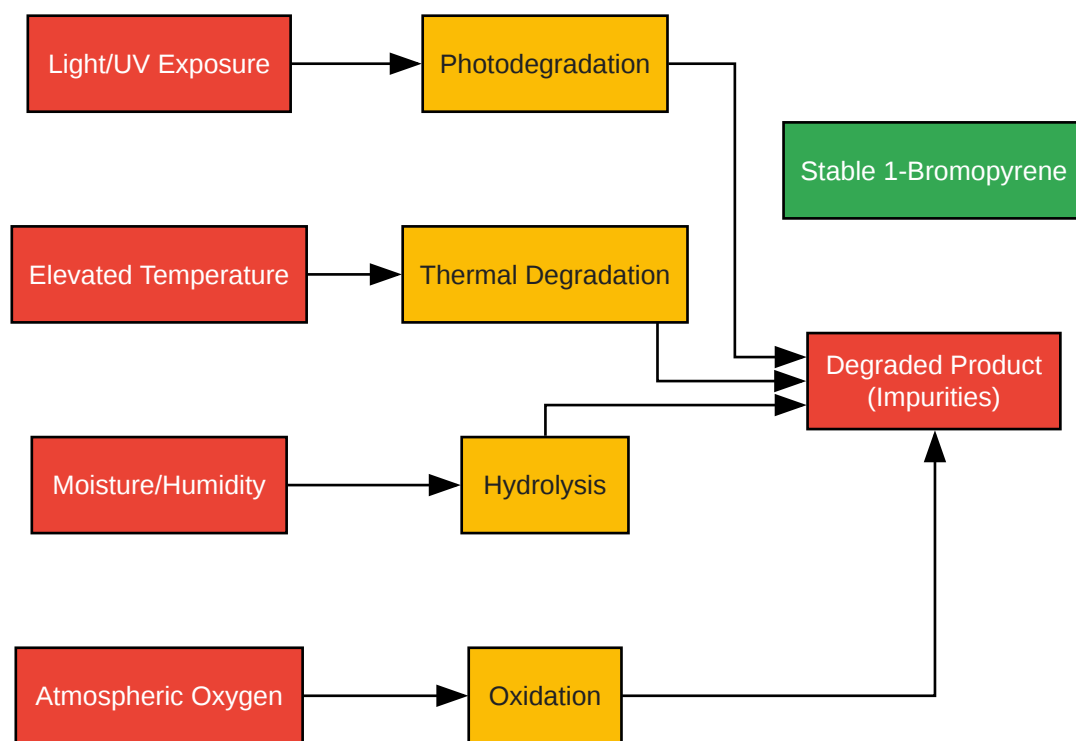 Light/UV Exposure
Photodegradation
Stable 1-Bromopyrene
Elevated Temperature
Thermal Degradation
Degraded Product
(Impurities)
Moisture/Humidity
Hydrolysis
Atmospheric Oxygen
Oxidation